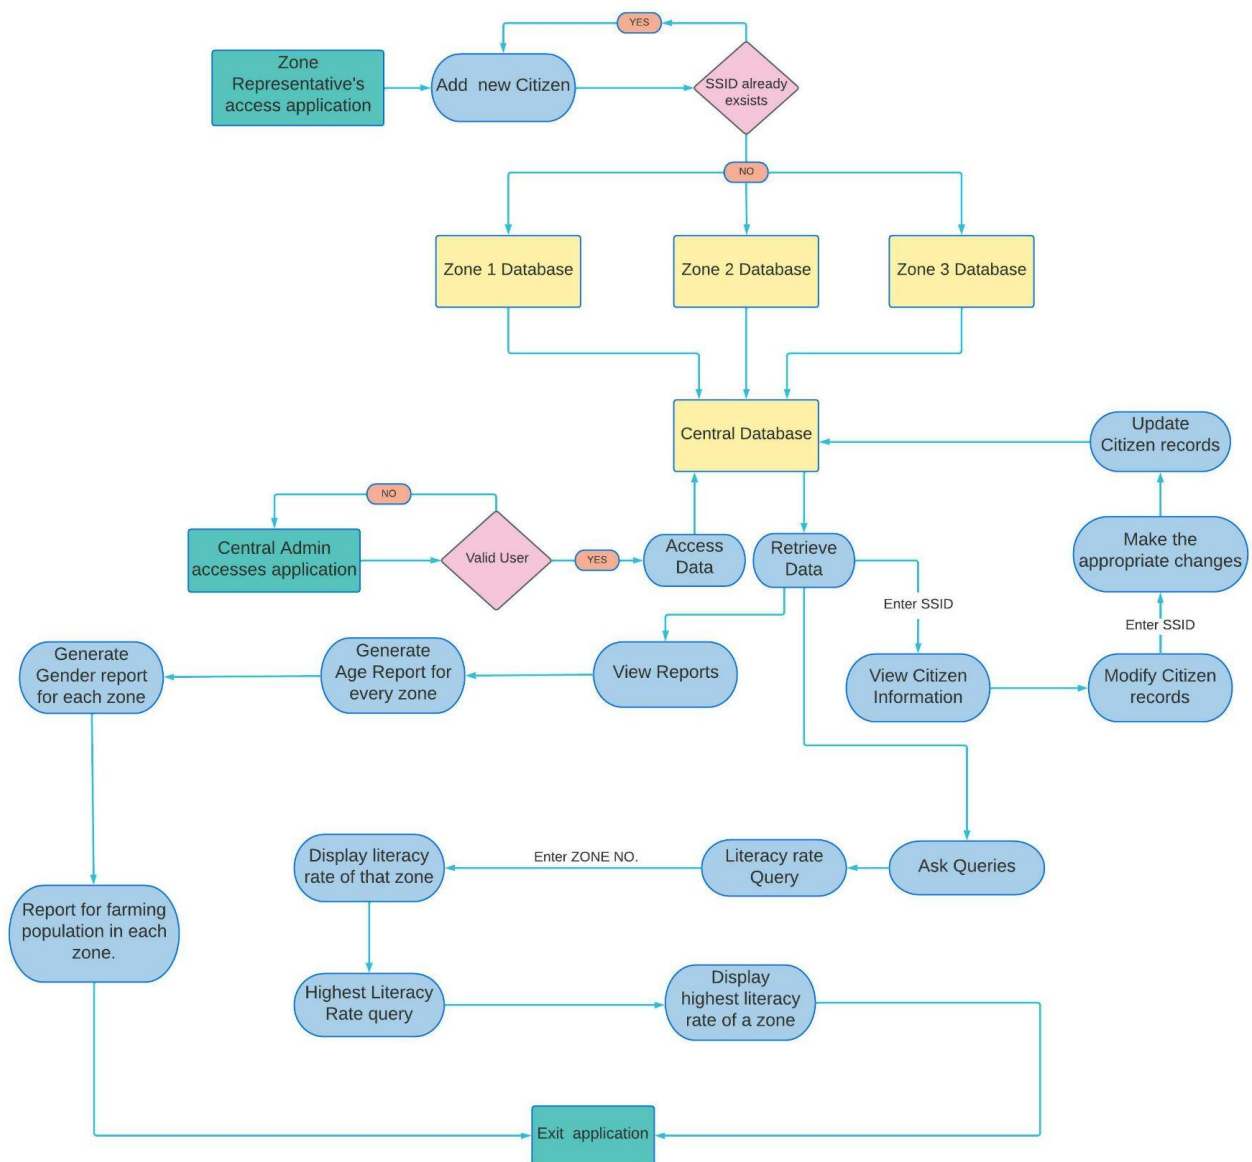 YES
Zone
Representative's
access application
Add  new Citizen
SSID already
exsists
NO
Zone 1 Database
Zone 2 Database
Zone 3 Database
Central Database
Update
Citizen records
NO
Central Admin
accesses application
Valid User
YES
Access
Data
Retrieve
Data
Make the
appropriate changes
Enter SSID
Enter SSID
Generate
Gender report
for each zone
Generate
Age Report for
every zone
View Reports
View Citizen
Information
Modify Citizen
records
Display literacy
rate of that zone
Enter ZONE NO.
Literacy rate
Query
Ask Queries
Report for farming
population in each
zone.
Highest Literacy
Rate query
Display
highest literacy
rate of a zone
Exit  application